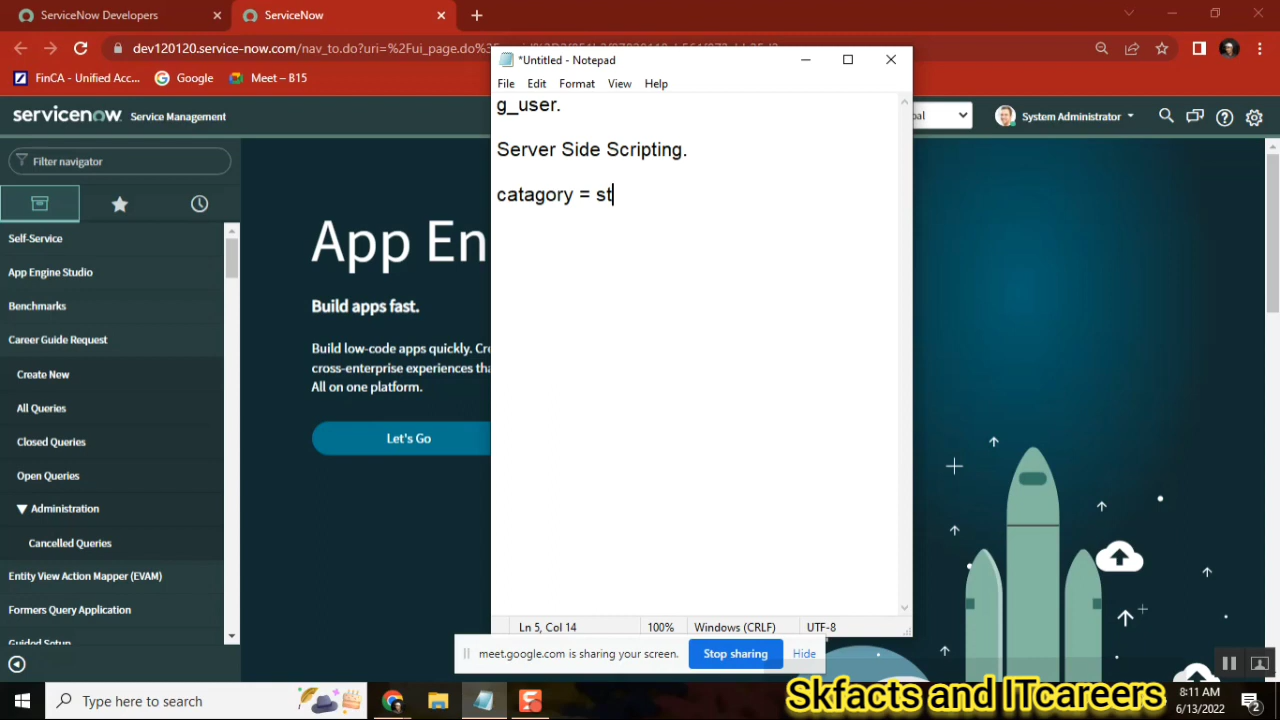 ServiceNow Developers
ServiceNow
dev120120.service-now.com/nav_to.do?uri=%2Fui_page.do%
FinCA - Unified Acc...
Google
Meet – B15
servicenow Service Management
System Administrator
Filter navigator
Self-Service
App Engine Studio
Benchmarks
Career Guide Request
Create New
All Queries
Closed Queries
Open Queries
Administration
Cancelled Queries
Entity View Action Mapper (EVAM)
Formers Query Application
Guided Setup
App En
Build apps fast.
Build low-code apps quickly. Cre
cross-enterprise experiences tha
All on one platform.
Let's Go
*Untitled - Notepad
File Edit Format View Help
g_user.
Server Side Scripting.
catagory = st
Ln 5, Col 14 100% Windows (CRLF) UTF-8
meet.google.com is sharing your screen. Stop sharing Hide
Type here to search
8:11 AM
6/13/2022
2
Skfacts and ITcareers